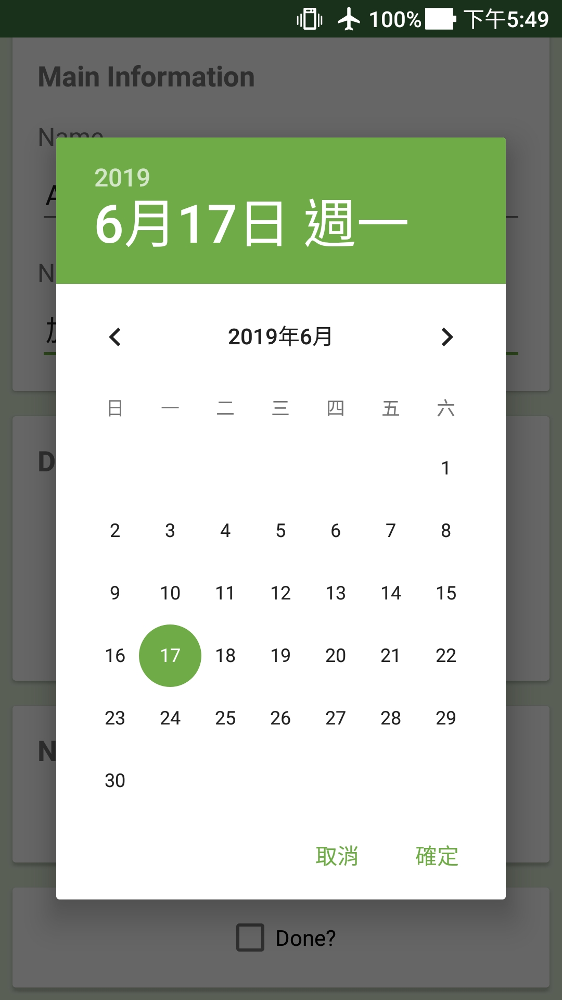 100% 下午5:49
Main Information
Name
2019
6月17日 週一
2019年6月
日 一 二 三 四 五 六
1
2 3 4 5 6 7 8
9 10 11 12 13 14 15
16 17 18 19 20 21 22
23 24 25 26 27 28 29
30
取消 確定
Done?